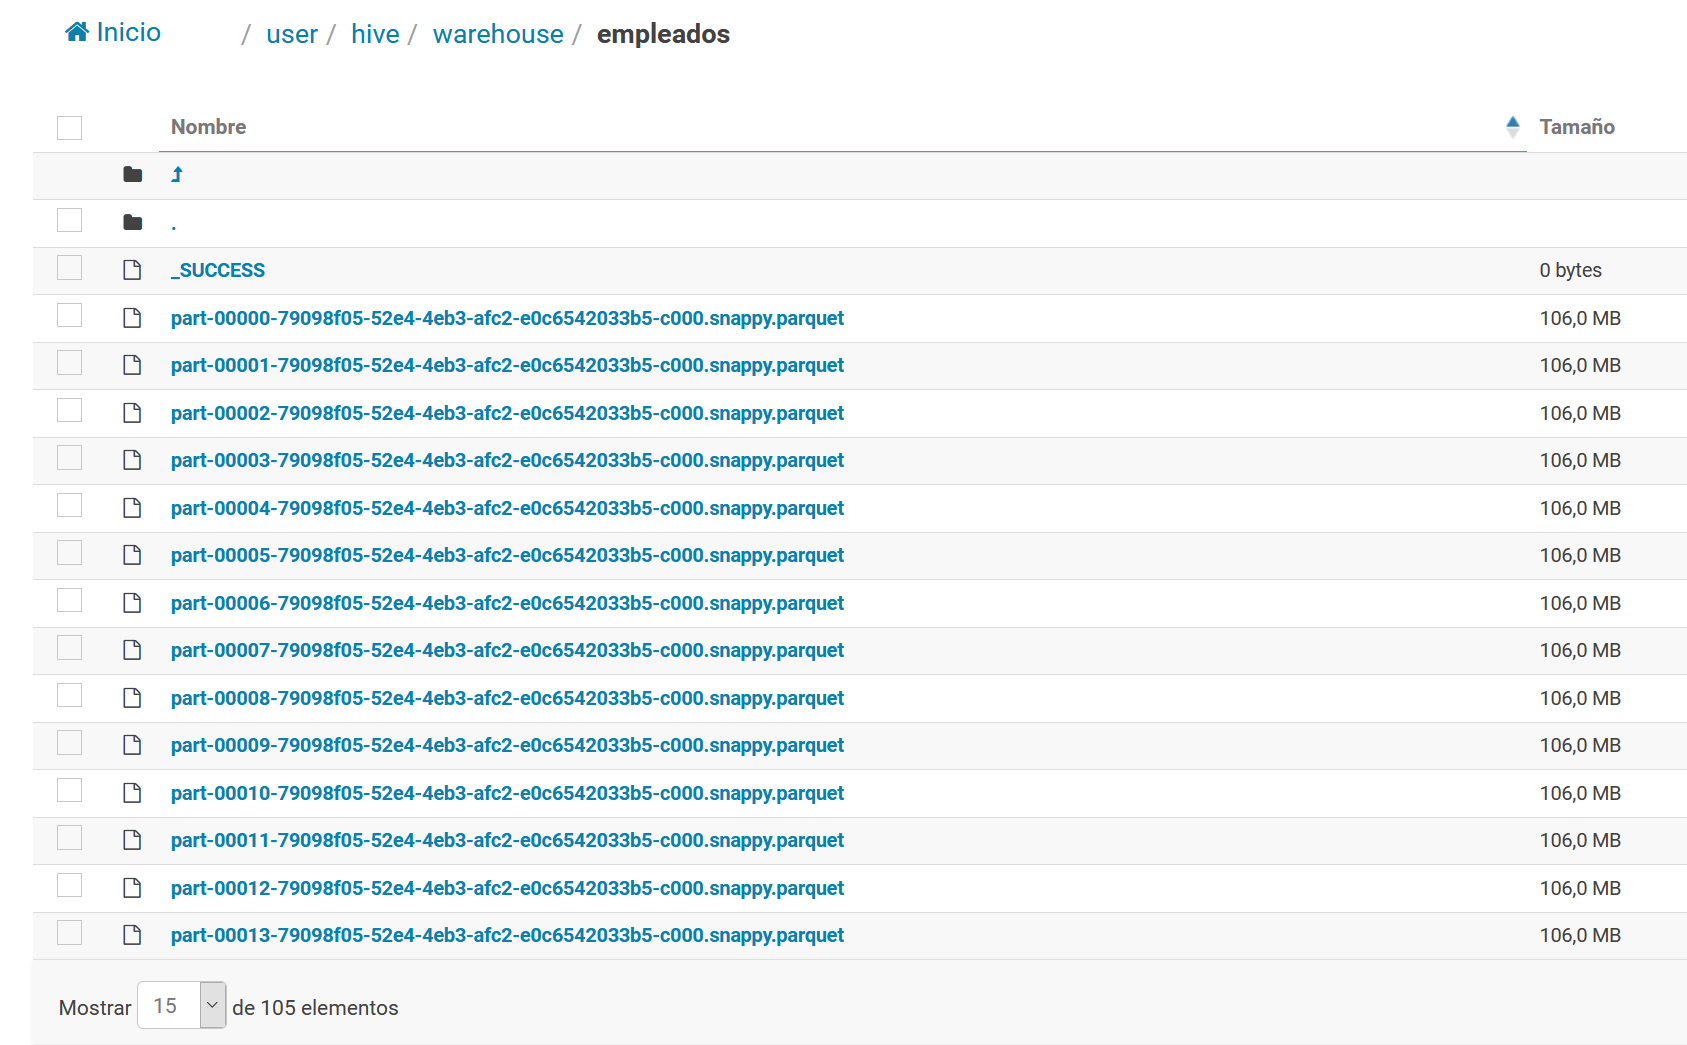 Inicio / user / hive / warehouse / empleados
Nombre Tamaño
.
_SUCCESS 0 bytes
part-00000-79098f05-52e4-4eb3-afc2-e0c6542033b5-c000.snappy.parquet 106,0 MB
part-00001-79098f05-52e4-4eb3-afc2-e0c6542033b5-c000.snappy.parquet 106,0 MB
part-00002-79098f05-52e4-4eb3-afc2-e0c6542033b5-c000.snappy.parquet 106,0 MB
part-00003-79098f05-52e4-4eb3-afc2-e0c6542033b5-c000.snappy.parquet 106,0 MB
part-00004-79098f05-52e4-4eb3-afc2-e0c6542033b5-c000.snappy.parquet 106,0 MB
part-00005-79098f05-52e4-4eb3-afc2-e0c6542033b5-c000.snappy.parquet 106,0 MB
part-00006-79098f05-52e4-4eb3-afc2-e0c6542033b5-c000.snappy.parquet 106,0 MB
part-00007-79098f05-52e4-4eb3-afc2-e0c6542033b5-c000.snappy.parquet 106,0 MB
part-00008-79098f05-52e4-4eb3-afc2-e0c6542033b5-c000.snappy.parquet 106,0 MB
part-00009-79098f05-52e4-4eb3-afc2-e0c6542033b5-c000.snappy.parquet 106,0 MB
part-00010-79098f05-52e4-4eb3-afc2-e0c6542033b5-c000.snappy.parquet 106,0 MB
part-00011-79098f05-52e4-4eb3-afc2-e0c6542033b5-c000.snappy.parquet 106,0 MB
part-00012-79098f05-52e4-4eb3-afc2-e0c6542033b5-c000.snappy.parquet 106,0 MB
part-00013-79098f05-52e4-4eb3-afc2-e0c6542033b5-c000.snappy.parquet 106,0 MB
Mostrar 15 de 105 elementos